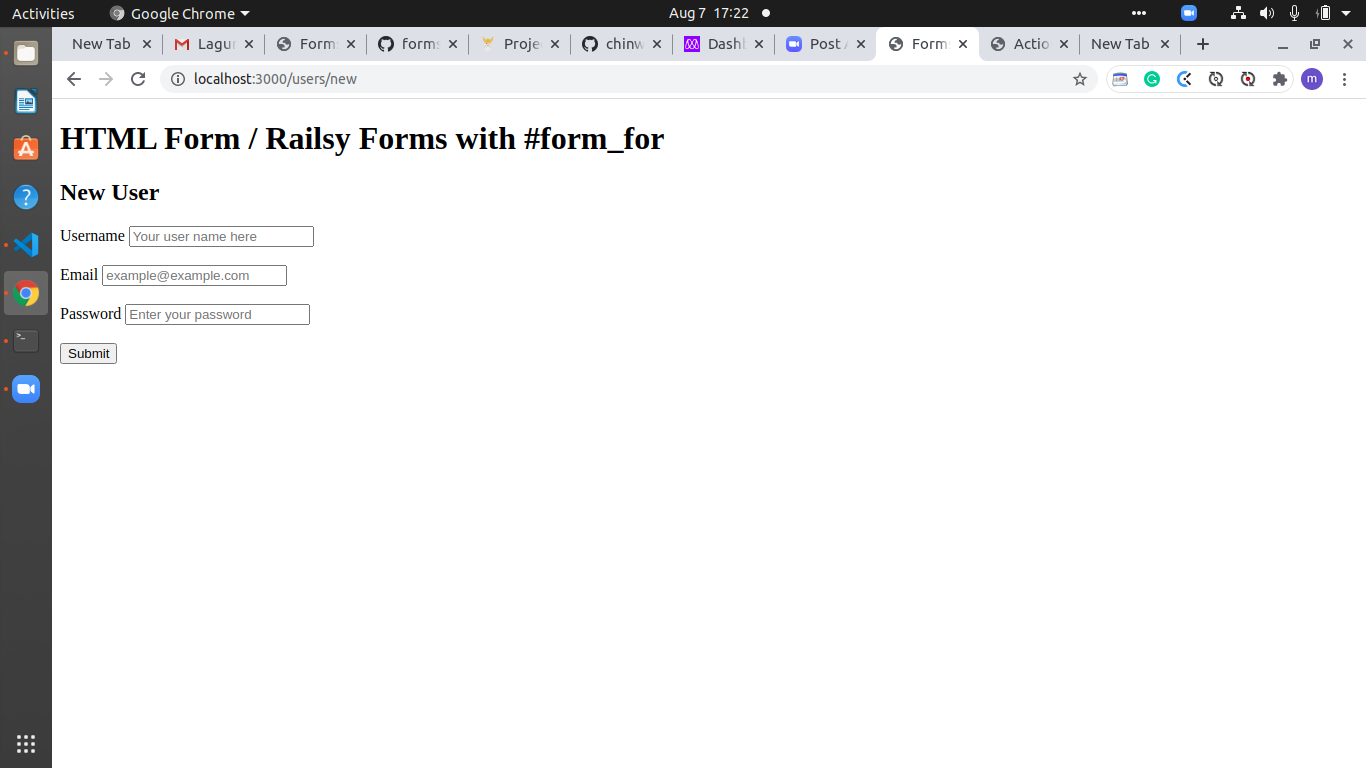 Activities Google Chrome Aug 7 17:22
New Tab Lagu Form forms Proje chinw Dash Post Form Actio New Tab
localhost:3000/users/new m
HTML Form / Railsy Forms with #form_for
New User
Username Your user name here
Email example@example.com
Password Enter your password
Submit